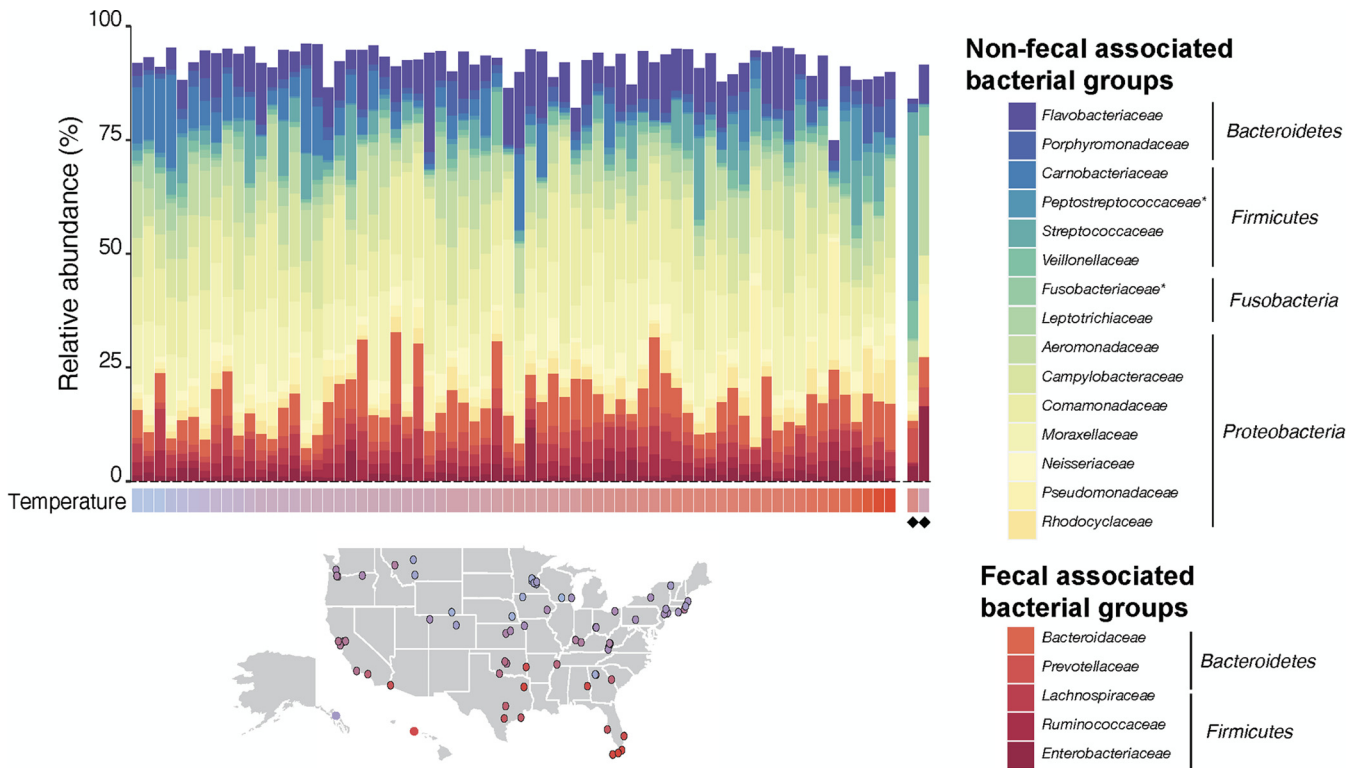 100
75
50
25
0
Relative abundance (%)
Temperature
Non-fecal associated
bacterial groups
Flavobacteriaceae
Porphyromonadaceae
Bacteroidetes
Carnobacteriaceae
Peptostreptococcaceae*
Streptococcaceae
Veillonellaceae
Firmicutes
Fusobacteriaceae*
Leptotrichiaceae
Fusobacteria
Aeromonadaceae
Campylobacteraceae
Comamonadaceae
Moraxellaceae
Neisseriaceae
Pseudomonadaceae
Rhodocyclaceae
Proteobacteria
Fecal associated
bacterial groups
Bacteroidaceae
Prevotellaceae
Bacteroidetes
Lachnospiraceae
Ruminococcaceae
Enterobacteriaceae
Firmicutes